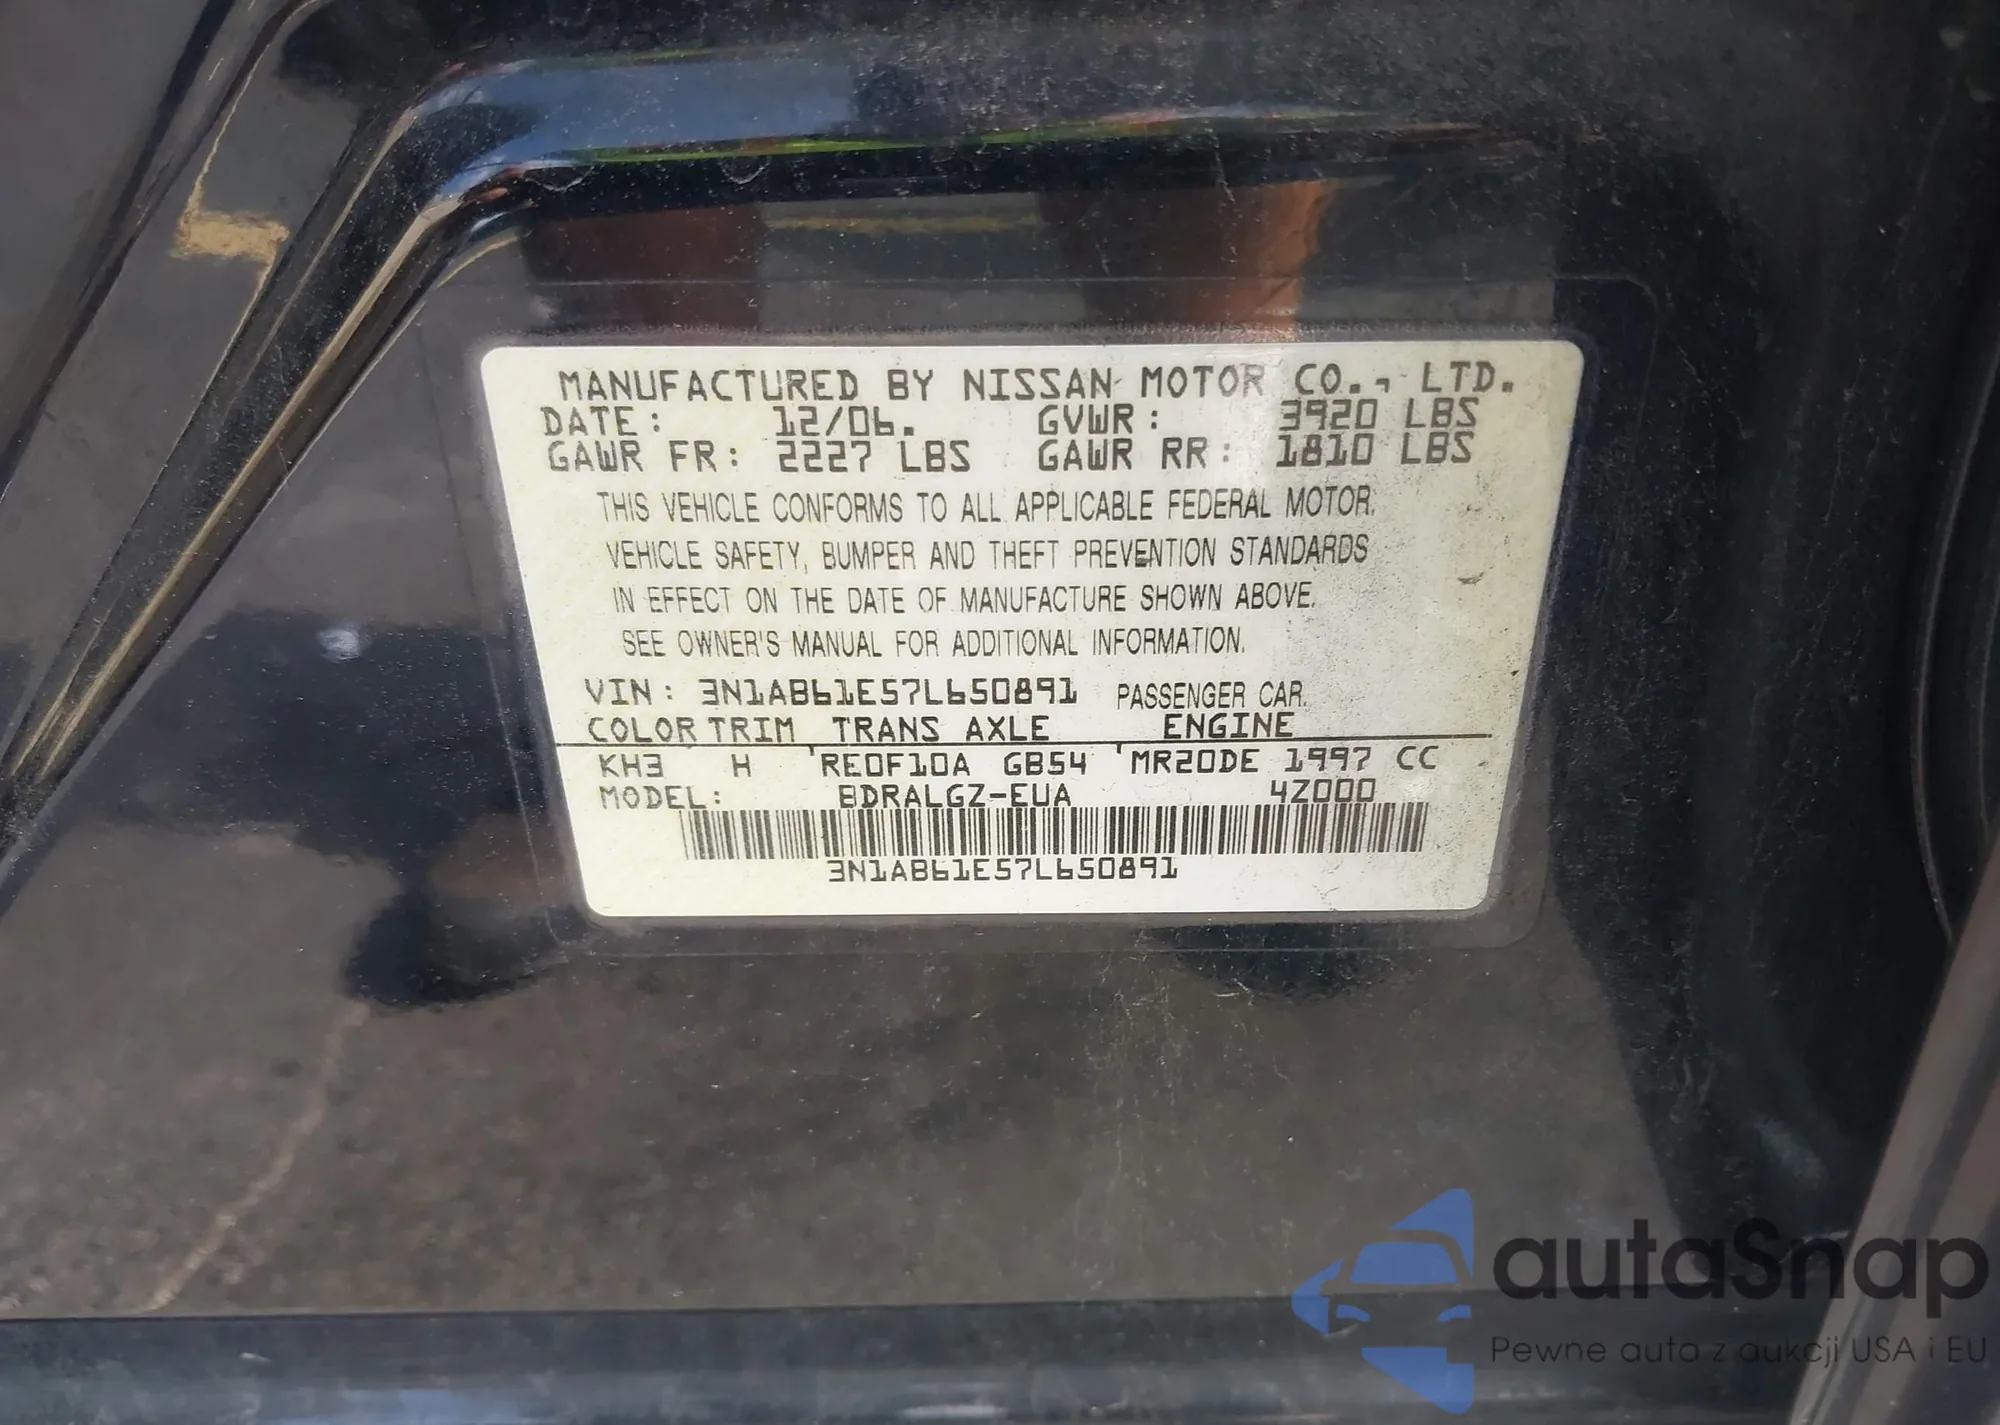 MANUFACTURED BY NISSAN MOTOR CO., LTD.
DATE: 12/06. GVWR: 3920 LBS
GAWR FR: 2227 LBS GAWR RR: 1810 LBS
THIS VEHICLE CONFORMS TO ALL APPLICABLE FEDERAL MOTOR
VEHICLE SAFETY, BUMPER AND THEFT PREVENTION STANDARDS
IN EFFECT ON THE DATE OF MANUFACTURE SHOWN ABOVE.
SEE OWNER'S MANUAL FOR ADDITIONAL INFORMATION.
VIN: 3N1AB61E57L650891 PASSENGER CAR.
COLOR TRIM TRANS AXLE ENGINE
KH3 H RE0F10A GB54 MR20DE 1997 CC
MODEL: BDRALGZ-EUA 4Z000
3N1AB61E57L650891
autaSnap
Pewne auta z aukcji USA i EU